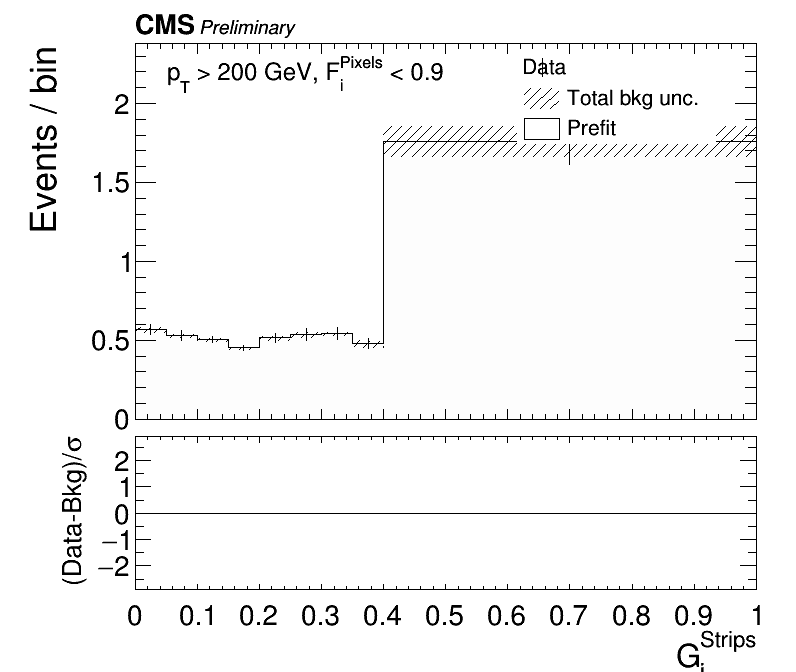 CMS Preliminary
p_T > 200 GeV, F_i^Pixels < 0.9
Data
Total bkg unc.
Prefit
Events / bin
2
1.5
1
0.5
0
(Data-Bkg)/σ
2
1
0
−1
−2
0 0.1 0.2 0.3 0.4 0.5 0.6 0.7 0.8 0.9 1
G_i^Strips